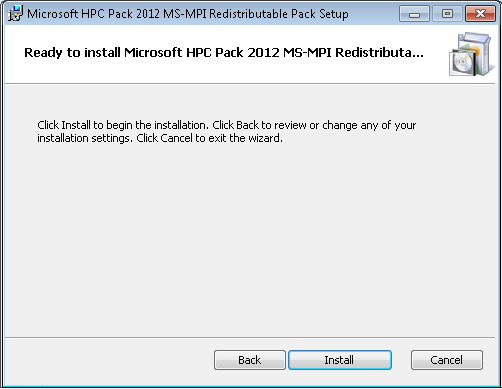 Microsoft HPC Pack 2012 MS-MPI Redistributable Pack Setup
Ready to install Microsoft HPC Pack 2012 MS-MPI Redistributa...
Click Install to begin the installation. Click Back to review or change any of your
installation settings. Click Cancel to exit the wizard.
Back Install Cancel